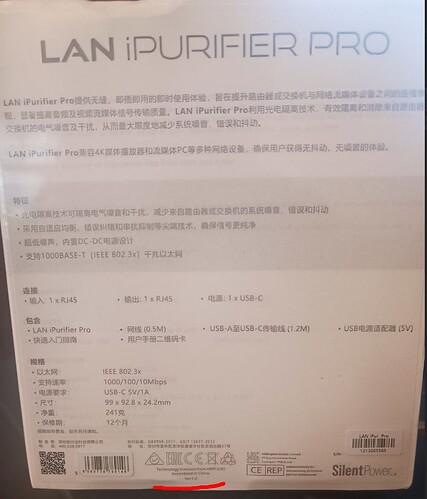 LAN iPURIFIER PRO
LAN iPurifier Pro提供无缝，即插即用的即时使用体验，旨在提升路由器或交换机与网络流媒体设备之间的连接
，显著提高音频及视频流媒体信号传输质量。LAN iPurifier Pro利用光电隔离技术，有效隔离和消除来自路由器或
交换机的电气噪音及干扰，从而最大限度地减少系统噪音，错误和抖动。
LAN iPurifier Pro兼容4K媒体播放器和流媒体PC等多种网络设备，确保用户获得无抖动，无噪音的体验。
特征
• 光电隔离技术可隔离电气噪音和干扰，减少来自路由器或交换机的系统噪音，错误和抖动
• 采用自适应均衡，错误纠错和串扰抑制等尖端技术，确保信号更纯净
• 超低噪声，内置DC-DC电源设计
• 支持1000BASE-T（IEEE 802.3x）千兆以太网
连接
• 输入：1 x RJ45 • 输出：1 x RJ45 • 电源：1 x USB-C
包含
• LAN iPurifier Pro • 网线 (0.5M) • USB-A至USB-C传输线 (1.2M) • USB电源适配器 (5V)
• 快速入门指南 • 用户手册二维码卡
规格
• 以太网： IEEE 802.3x
• 支持速率： 1000/100/10Mbps
• 电源要求： USB-C 5V/1A
• 尺寸： 99 x 92.8 x 24.2mm
• 净重： 241克
• 保修期： 12个月
LAN iPur Pro
S/N:
CE REP
SilentPower